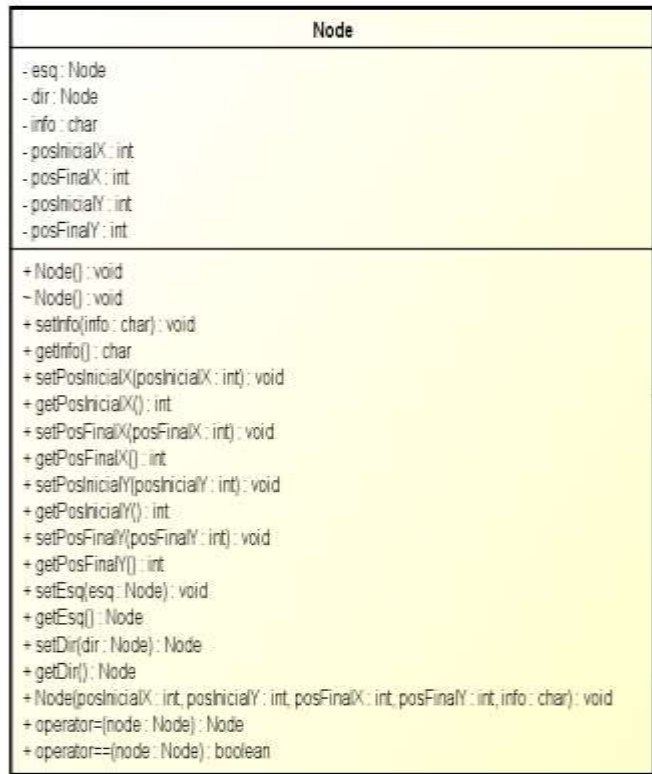 Node
- esq : Node
- dir : Node
- info : char
- posInicialX : int
- posFinalX : int
- posInicialY : int
- posFinalY : int
+ Node() : void
~ Node() : void
+ setInfo(info : char) : void
+ getInfo() : char
+ setPosInicialX(posInicialX : int) : void
+ getPosInicialX() : int
+ setPosFinalX(posFinalX : int) : void
+ getPosFinalX() : int
+ setPosInicialY(posInicialY : int) : void
+ getPosInicialY() : int
+ setPosFinalY(posFinalY : int) : void
+ getPosFinalY() : int
+ setEsq(esq : Node) : void
+ getEsq() : Node
+ setDir(dir : Node) : Node
+ getDir() : Node
+ Node(posInicialX : int, posInicialY : int, posFinalX : int, posFinalY : int, info : char) : void
+ operator=(node : Node) : Node
+ operator==(node : Node) : boolean